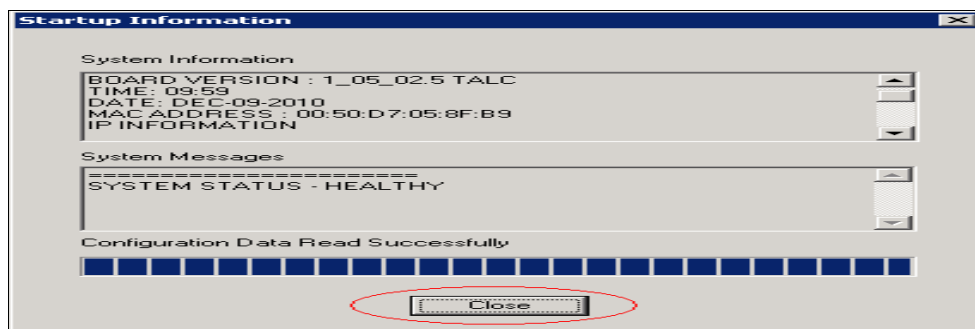 Startup Information
System Information
BOARD VERSION : 1_05_02.5 TALC
TIME: 09:59
DATE: DEC-09-2010
MAC ADDRESS : 00:50:D7:05:8F:B9
IP INFORMATION
System Messages
========================
SYSTEM STATUS - HEALTHY
Configuration Data Read Successfully
Close